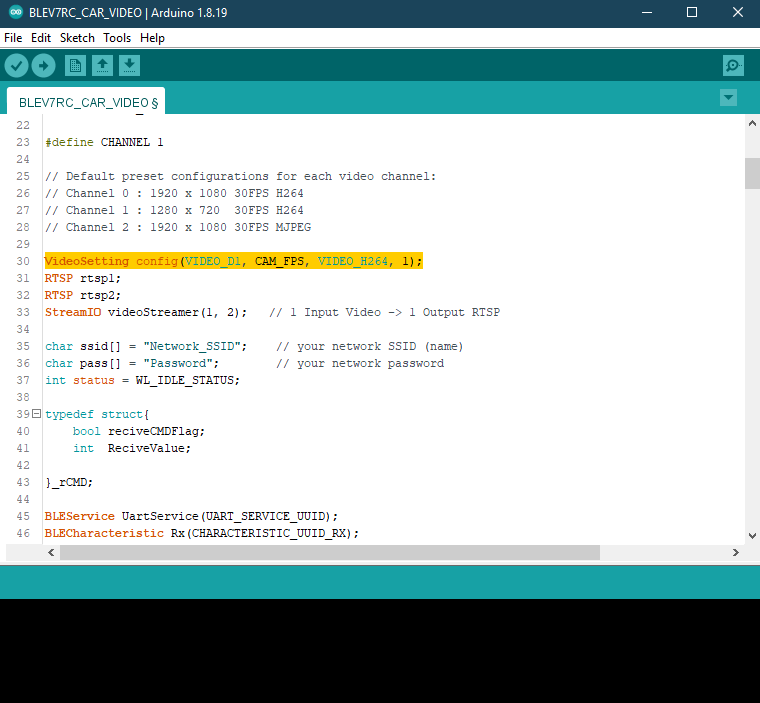 BLEV7RC_CAR_VIDEO | Arduino 1.8.19
File Edit Sketch Tools Help
BLEV7RC_CAR_VIDEO §
22
23 #define CHANNEL 1
24
25 // Default preset configurations for each video channel:
26 // Channel 0 : 1920 x 1080 30FPS H264
27 // Channel 1 : 1280 x 720  30FPS H264
28 // Channel 2 : 1920 x 1080 30FPS MJPEG
29
30 VideoSetting config(VIDEO_D1, CAM_FPS, VIDEO_H264, 1);
31 RTSP rtsp1;
32 RTSP rtsp2;
33 StreamIO videoStreamer(1, 2);   // 1 Input Video -> 1 Output RTSP
34
35 char ssid[] = "Network_SSID";    // your network SSID (name)
36 char pass[] = "Password";        // your network password
37 int status = WL_IDLE_STATUS;
38
39 typedef struct{
40     bool reciveCMDFlag;
41     int  ReciveValue;
42
43 }_rCMD;
44
45 BLEService UartService(UART_SERVICE_UUID);
46 BLECharacteristic Rx(CHARACTERISTIC_UUID_RX);